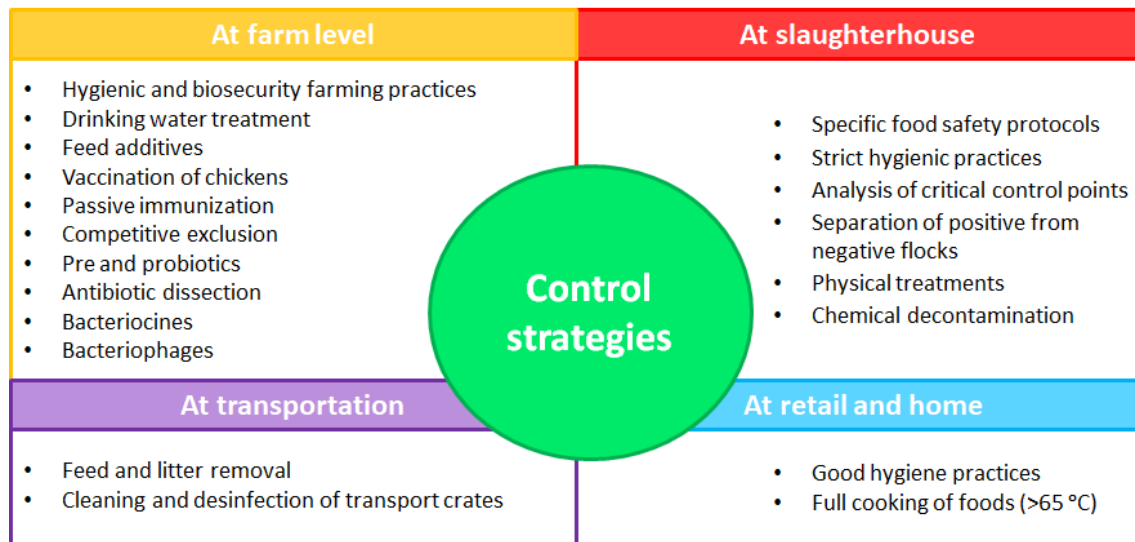 At farm level
• Hygienic and biosecurity farming practices
• Drinking water treatment
• Feed additives
• Vaccination of chickens
• Passive immunization
• Competitive exclusion
• Pre and probiotics
• Antibiotic dissection
• Bacteriocines
• Bacteriophages
At slaughterhouse
• Specific food safety protocols
• Strict hygienic practices
• Analysis of critical control points
• Separation of positive from
negative flocks
• Physical treatments
• Chemical decontamination
Control
strategies
At transportation
• Feed and litter removal
• Cleaning and desinfection of transport crates
At retail and home
• Good hygiene practices
• Full cooking of foods (>65 °C)